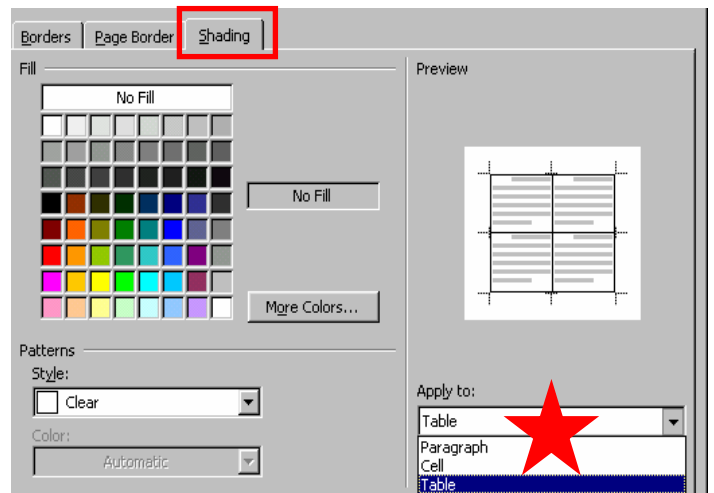 Borders Page Border Shading
Fill
No Fill
No Fill
More Colors...
Patterns
Style:
Clear
Color:
Automatic
Preview
Apply to:
Table
Paragraph
Cell
Table